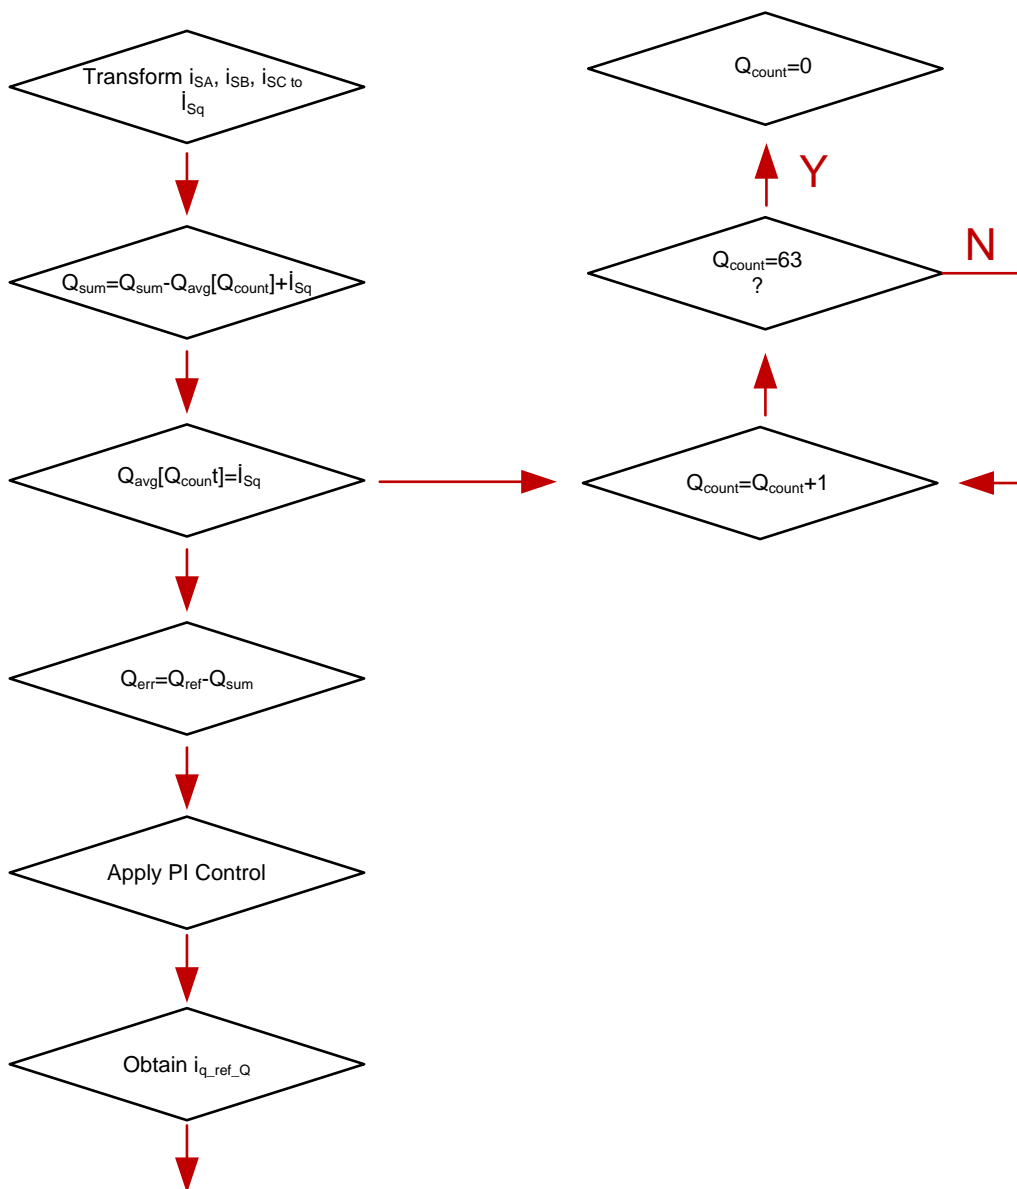 Transform iSA, iSB, iSC to
iSq
Qsum=Qsum-Qavg[Qcount]+iSq
Qavg[Qcount]=iSq
Qerr=Qref-Qsum
Apply PI Control
Obtain iq_ref_Q
Qcount=0
Y
Qcount=63
?
N
Qcount=Qcount+1